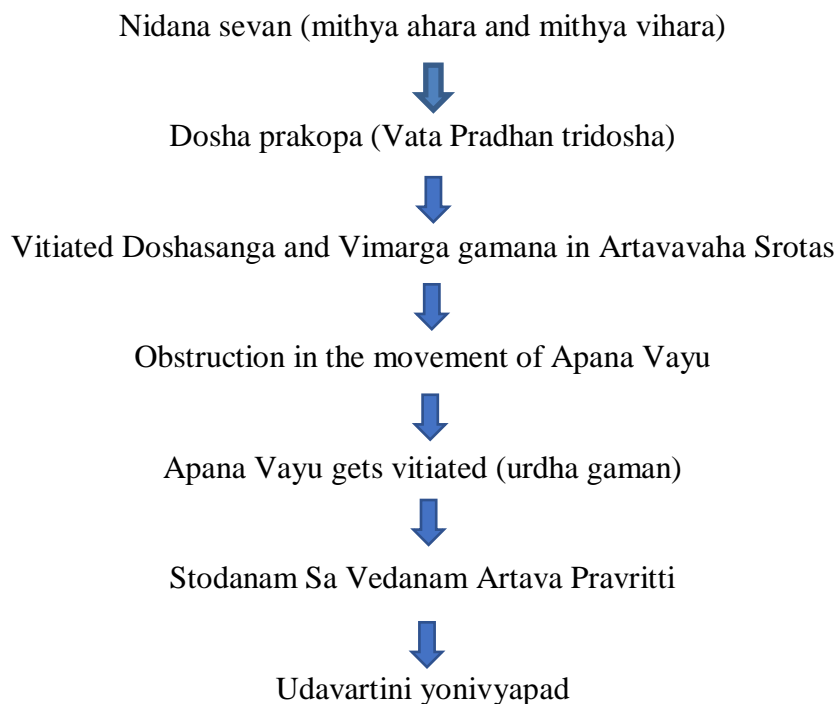 Nidana sevan (mithya ahara and mithya vihara)
Dosha prakopa (Vata Pradhan tridosha)
Vitiated Doshasanga and Vimarga gamana in Artavavaha Srotas
Obstruction in the movement of Apana Vayu
Apana Vayu gets vitiated (urdha gaman)
Stodanam Sa Vedanam Artava Pravritti
Udavartini yonivyapad